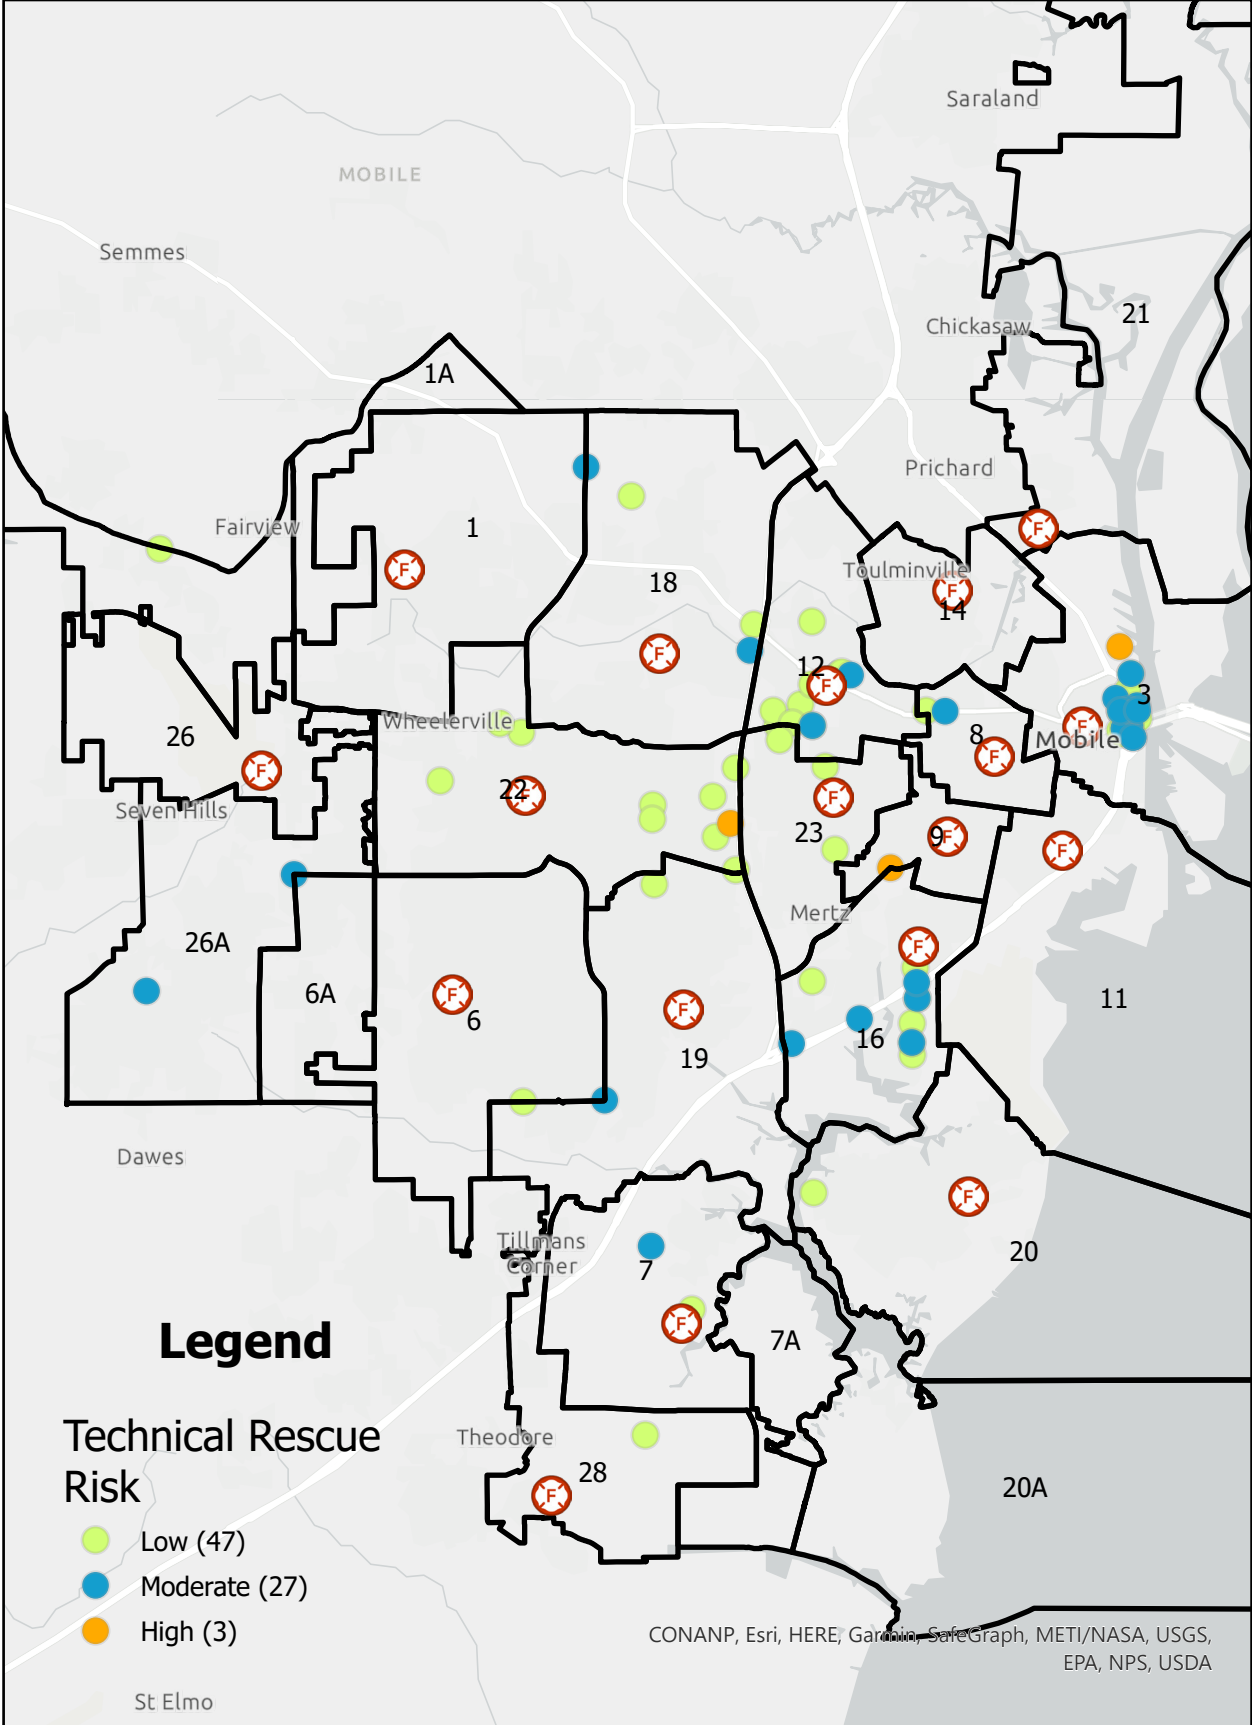 Saraland
MOBILE
Semmes
21
Chickasaw
1A
Prichard
Fairview
1
F
F
Toulminville
18
F
14
F
12
F
3
26
Wheelerville
F
8
Mobile
F
F
22
F
F
Seven Hills
23
9
F
F
Mertz
26A
F
6A
F
11
6
F
16
19
Dawes
F
Tillmans
Corner
20
7
F
7A
Legend
Technical Rescue
Risk
Theodore
28
F
20A
Low (47)
Moderate (27)
High (3)
CONANP, Esri, HERE, Garmin, SafeGraph, METI/NASA, USGS,
EPA, NPS, USDA
St Elmo